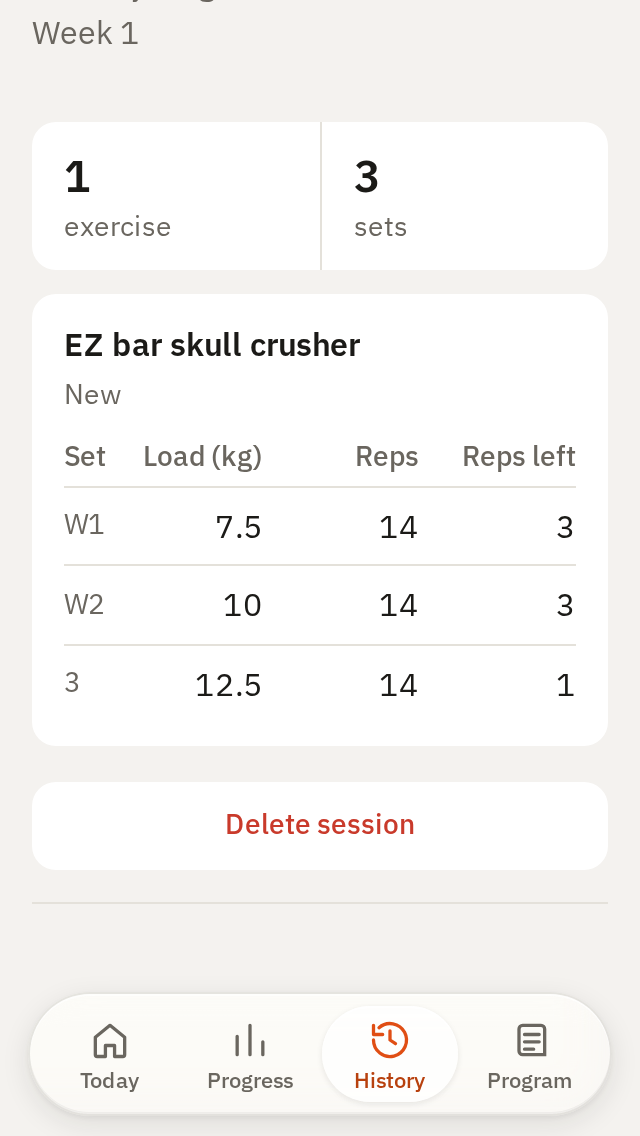 Week 1
1
exercise
3
sets
EZ bar skull crusher
New
Set Load (kg) Reps Reps left
W1 7.5 14 3
W2 10 14 3
3 12.5 14 1
Delete session
Today Progress History Program